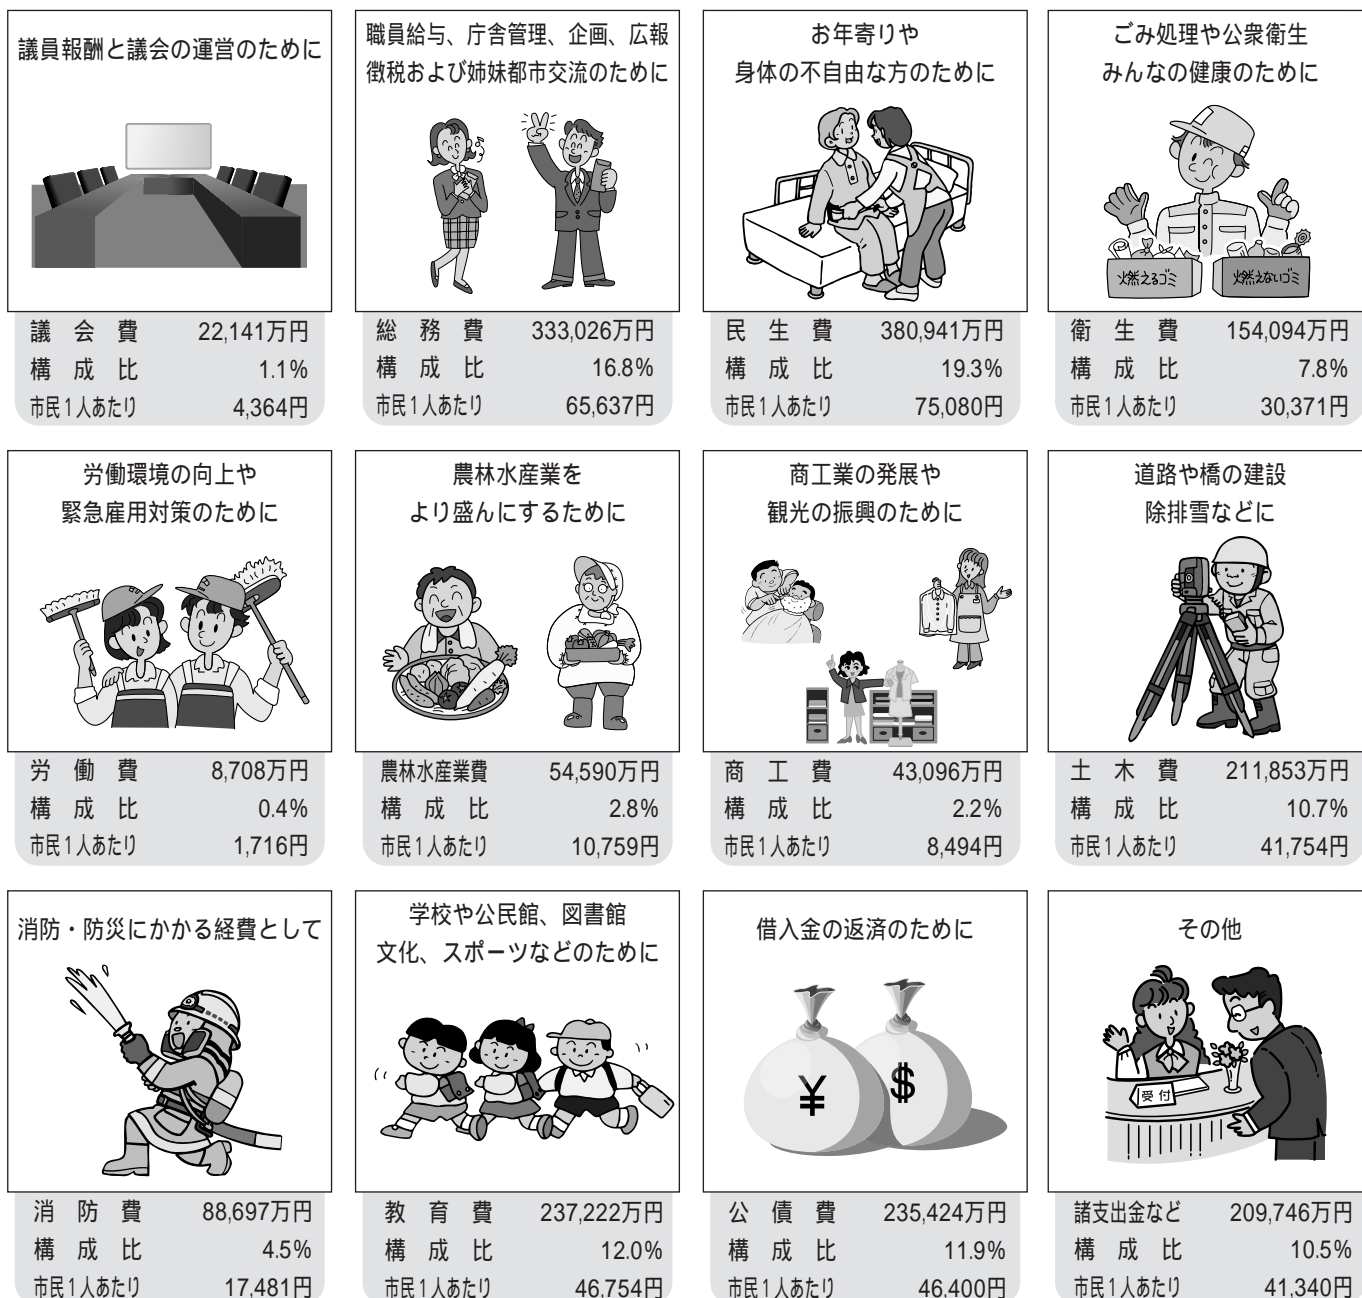 議員報酬と議会の運営のために
議会費 22,141万円
構成比 1.1%
市民1人あたり 4,364円
職員給与、庁舎管理、企画、広報
徴税および姉妹都市交流のために
総務費 333,026万円
構成比 16.8%
市民1人あたり 65,637円
お年寄りや
身体の不自由な方のために
民生費 380,941万円
構成比 19.3%
市民1人あたり 75,080円
ごみ処理や公衆衛生
みんなの健康のために
燃えるゴミ
燃えないゴミ
衛生費 154,094万円
構成比 7.8%
市民1人あたり 30,371円
労働環境の向上や
緊急雇用対策のために
労働費 8,708万円
構成比 0.4%
市民1人あたり 1,716円
農林水産業を
より盛んにするために
農林水産業費 54,590万円
構成比 2.8%
市民1人あたり 10,759円
商工業の発展や
観光の振興のために
商工費 43,096万円
構成比 2.2%
市民1人あたり 8,494円
道路や橋の建設
除排雪などに
土木費 211,853万円
構成比 10.7%
市民1人あたり 41,754円
消防・防災にかかる経費として
消防費 88,697万円
構成比 4.5%
市民1人あたり 17,481円
学校や公民館、図書館
文化、スポーツなどのために
教育費 237,222万円
構成比 12.0%
市民1人あたり 46,754円
借入金の返済のために
¥
$
公債費 235,424万円
構成比 11.9%
市民1人あたり 46,400円
その他
受付
諸支出金など 209,746万円
構成比 10.5%
市民1人あたり 41,340円